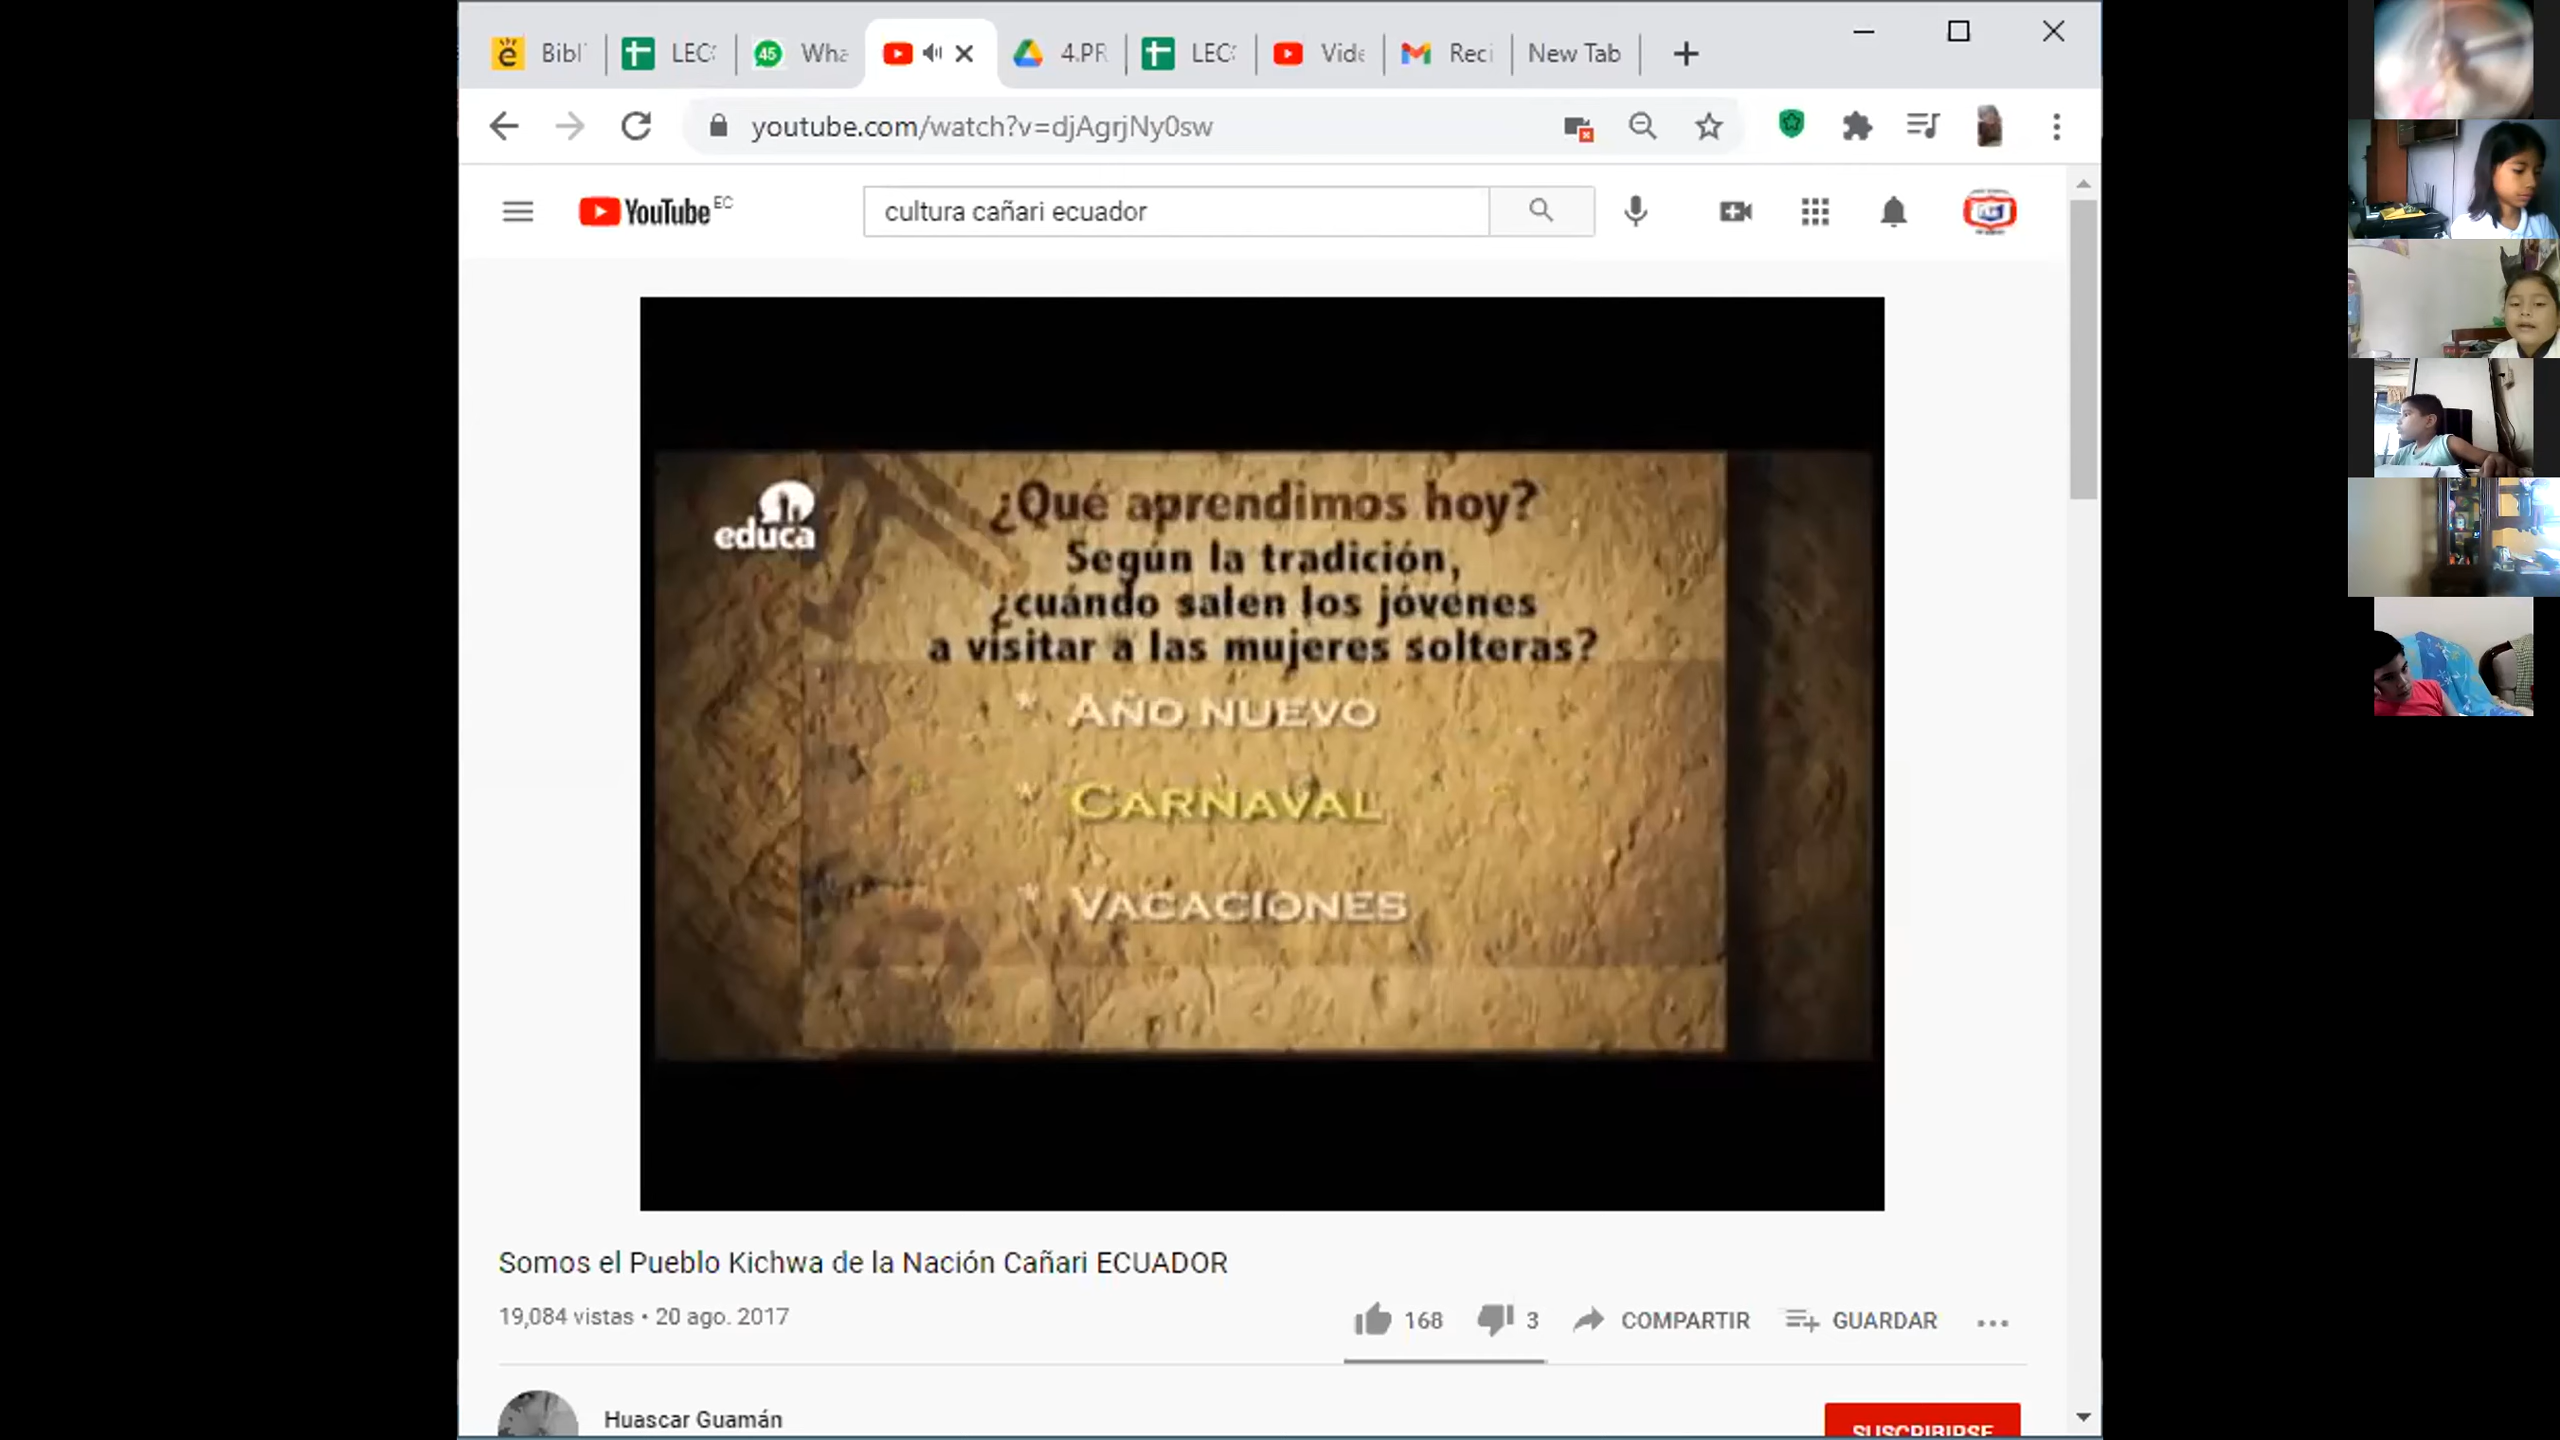 Bibl
LEC
45
Wha
4.PR
LEC
Vide
Reci
New Tab
youtube.com/watch?v=djAgrjNy0sw
YouTube EC
cultura cañari ecuador
educa
¿Qué aprendimos hoy?
Según la tradición,
¿cuándo salen los jóvenes
a visitar a las mujeres solteras?
* AÑO NUEVO
* CARNAVAL
* VACACIONES
Somos el Pueblo Kichwa de la Nación Cañari ECUADOR
19,084 vistas • 20 ago. 2017
168
3
COMPARTIR
GUARDAR
Huascar Guamán
SUSCRIBIRSE